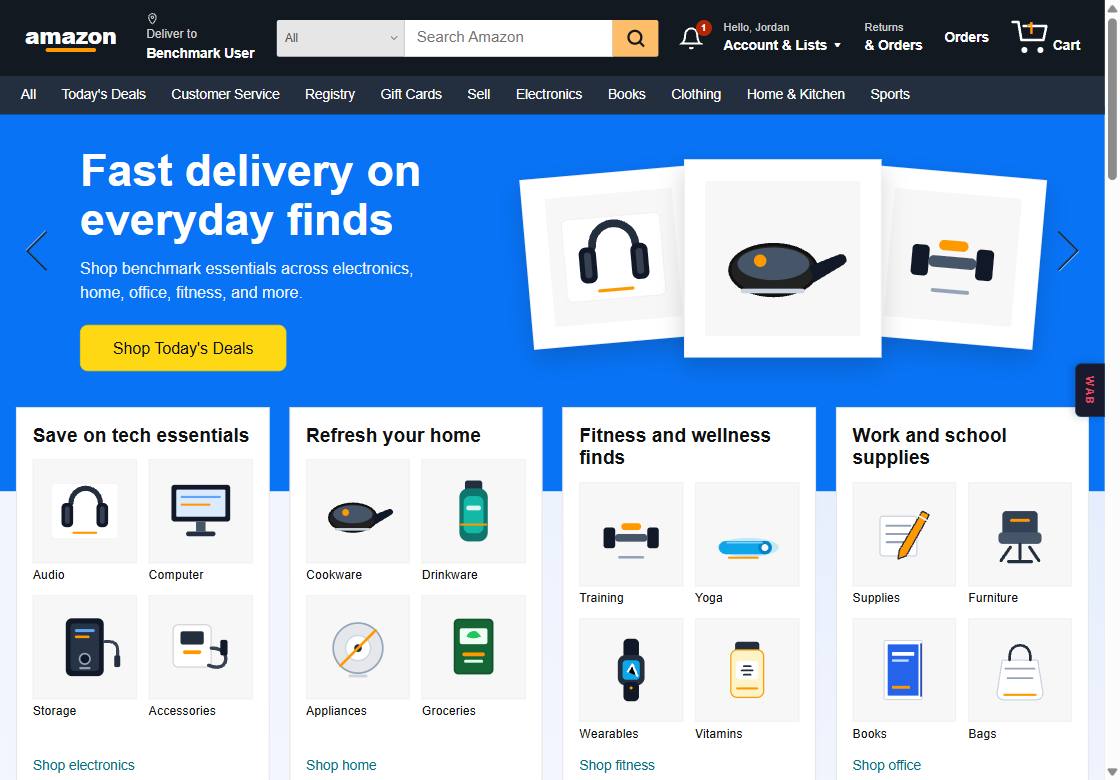 amazon
Deliver to
Benchmark User
All
Search Amazon
1
Hello, Jordan
Account & Lists
Returns
& Orders
Orders
1
Cart
All
Today's Deals
Customer Service
Registry
Gift Cards
Sell
Electronics
Books
Clothing
Home & Kitchen
Sports
Fast delivery on
everyday finds
Shop benchmark essentials across electronics,
home, office, fitness, and more.
Shop Today's Deals
WAB
Save on tech essentials
Audio
Computer
Storage
Accessories
Shop electronics
Refresh your home
Cookware
Drinkware
Appliances
Groceries
Shop home
Fitness and wellness
finds
Training
Yoga
Wearables
Vitamins
Shop fitness
Work and school
supplies
Supplies
Furniture
Books
Bags
Shop office